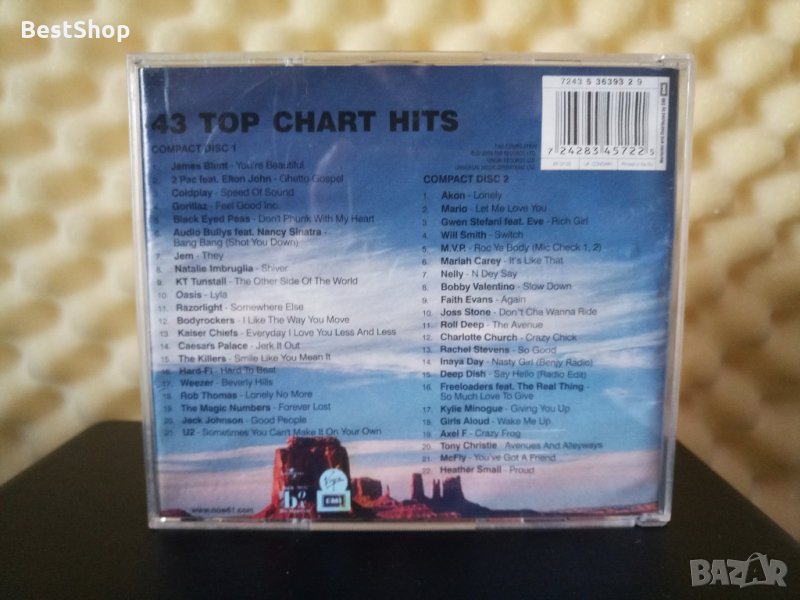 BestShop
7243 5 36393 2 9
7 24283 45722 5
43 TOP CHART HITS
COMPACT DISC 1
James Blunt - You're Beautiful
2. 2 Pac feat. Elton John - Ghetto Gospel
Coldplay - Speed Of Sound
4. Gorillaz - Feel Good Inc.
5. Black Eyed Peas - Don't Phunk With My Heart
6. Audio Bullys feat. Nancy Sinatra -
Bang Bang (Shot You Down)
7. Jem - They
8. Natalie Imbruglia - Shiver
9. KT Tunstall - The Other Side Of The World
10. Oasis - Lyla
11. Razorlight - Somewhere Else
12. Bodyrockers - I Like The Way You Move
13. Kaiser Chiefs - Everyday I Love You Less And Less
14. Caesars Palace - Jerk It Out
15. The Killers - Smile Like You Mean It
16. Hard-Fi - Hard To Beat
17. Weezer - Beverly Hills
18. Rob Thomas - Lonely No More
19. The Magic Numbers - Forever Lost
20. Jack Johnson - Good People
21. U2 - Sometimes You Can't Make It On Your Own
COMPACT DISC 2
1. Akon - Lonely
2. Mario - Let Me Love You
3. Gwen Stefani feat. Eve - Rich Girl
4. Will Smith - Switch
5. M.V.P. - Roc Ye Body (Mic Check 1, 2)
6. Mariah Carey - It's Like That
7. Nelly - N Dey Say
8. Bobby Valentino - Slow Down
9. Faith Evans - Again
10. Joss Stone - Don't Cha Wanna Ride
11. Roll Deep - The Avenue
12. Charlotte Church - Crazy Chick
13. Rachel Stevens - So Good
14. Inaya Day - Nasty Girl (Benjy Radio)
15. Deep Dish - Say Hello (Radio Edit)
16. Freeloaders feat. The Real Thing -
So Much Love To Give
17. Kylie Minogue - Giving You Up
18. Girls Aloud - Wake Me Up
19. Axel F - Crazy Frog
20. Tony Christie - Avenues And Alleyways
21. McFly - You've Got A Friend
22. Heather Small - Proud
www.now61.com
EMI
BAZAR